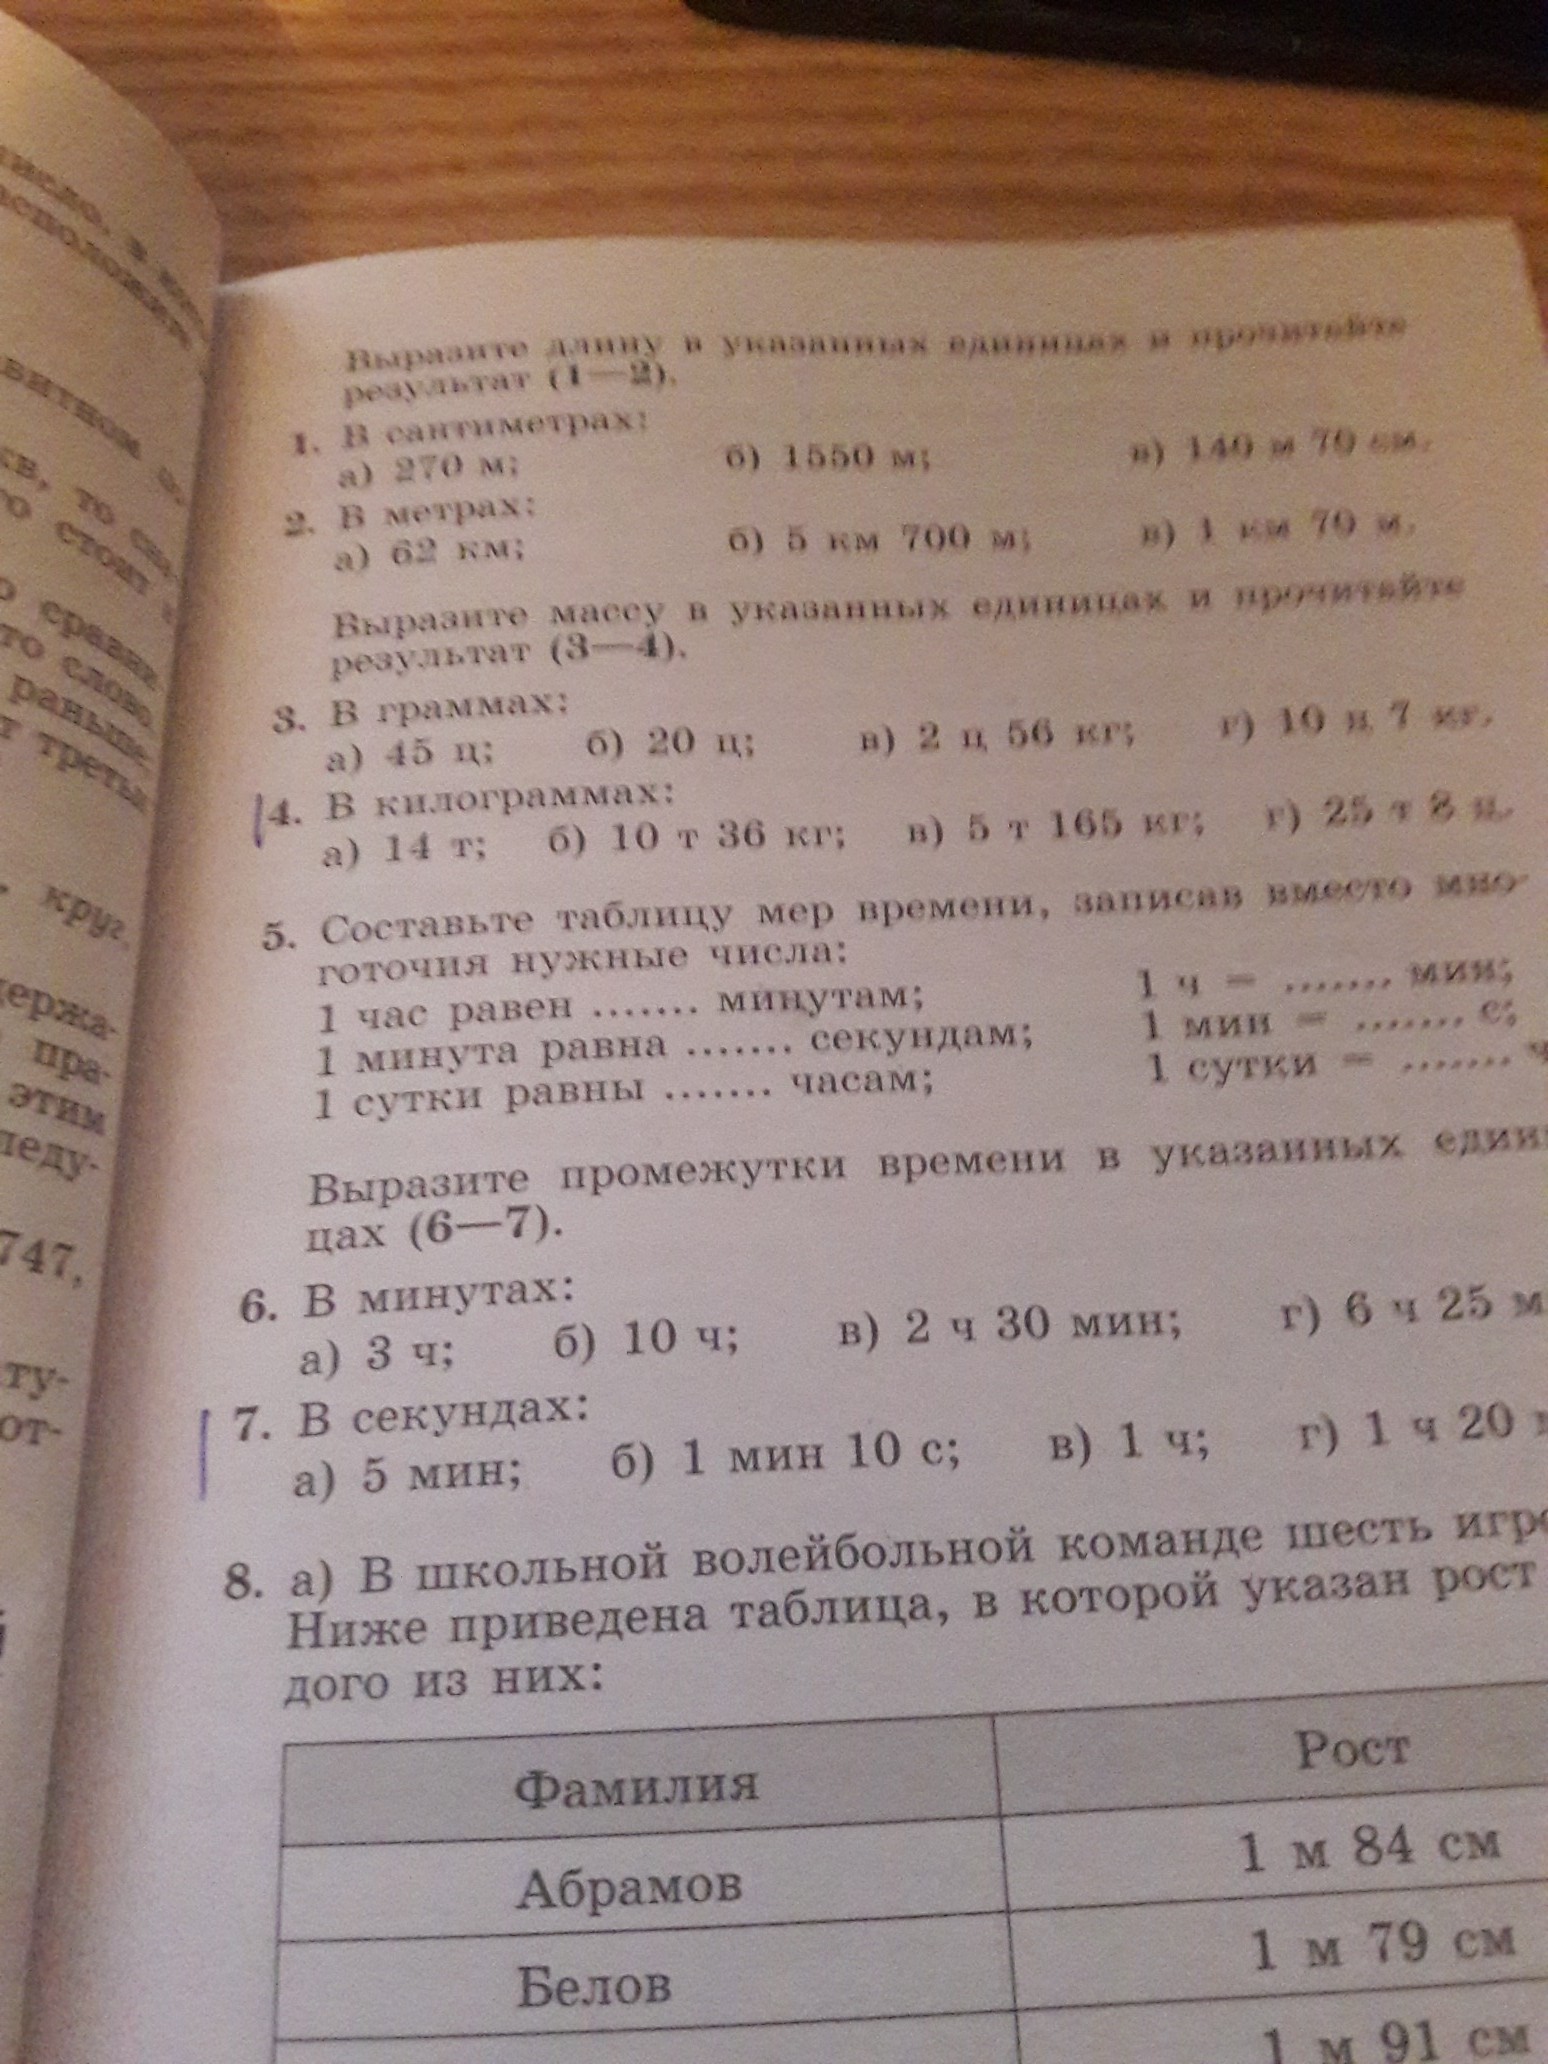 Выразите длину в указанных единицах и прочитайте
результат (1—2).
1. В сантиметрах:
а) 270 м; б) 1550 м; в) 140 м 70 см.
2. В метрах:
а) 62 км; б) 5 км 700 м; в) 1 км 70 м.
Выразите массу в указанных единицах и прочитайте
результат (3—4).
3. В граммах:
а) 45 ц; б) 20 ц; в) 2 ц 56 кг; г) 10 ц 7 кг.
4. В килограммах:
а) 14 т; б) 10 т 36 кг; в) 5 т 165 кг; г) 25 т 8 ц.
5. Составьте таблицу мер времени, записав вместо мно-
готочия нужные числа:
1 час равен ....... минутам; 1 ч = ....... мин;
1 минута равна ....... секундам; 1 мин = ....... с;
1 сутки равны ....... часам; 1 сутки = ....... ч
Выразите промежутки времени в указанных едини
цах (6—7).
6. В минутах:
а) 3 ч; б) 10 ч; в) 2 ч 30 мин; г) 6 ч 25 м
7. В секундах:
а) 5 мин; б) 1 мин 10 с; в) 1 ч; г) 1 ч 20
8. а) В школьной волейбольной команде шесть игро
Ниже приведена таблица, в которой указан рост
дого из них:
Фамилия Рост
Абрамов 1 м 84 см
Белов 1 м 79 см
1 м 91 см